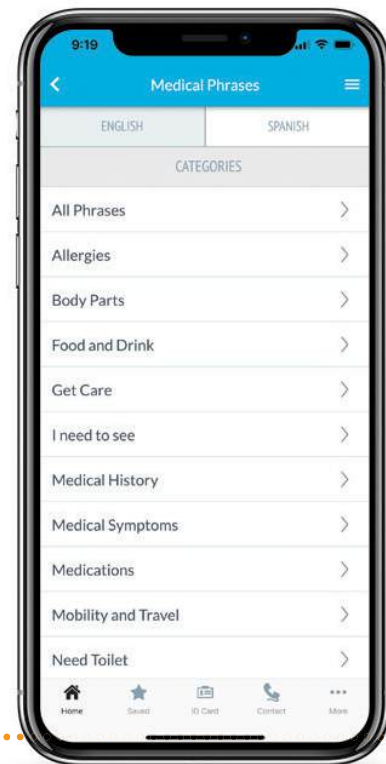 9:19
Medical Phrases
ENGLISH SPANISH
CATEGORIES
All Phrases
Allergies
Body Parts
Food and Drink
Get Care
I need to see
Medical History
Medical Symptoms
Medications
Mobility and Travel
Need Toilet
Home Saved ID Card Contact More